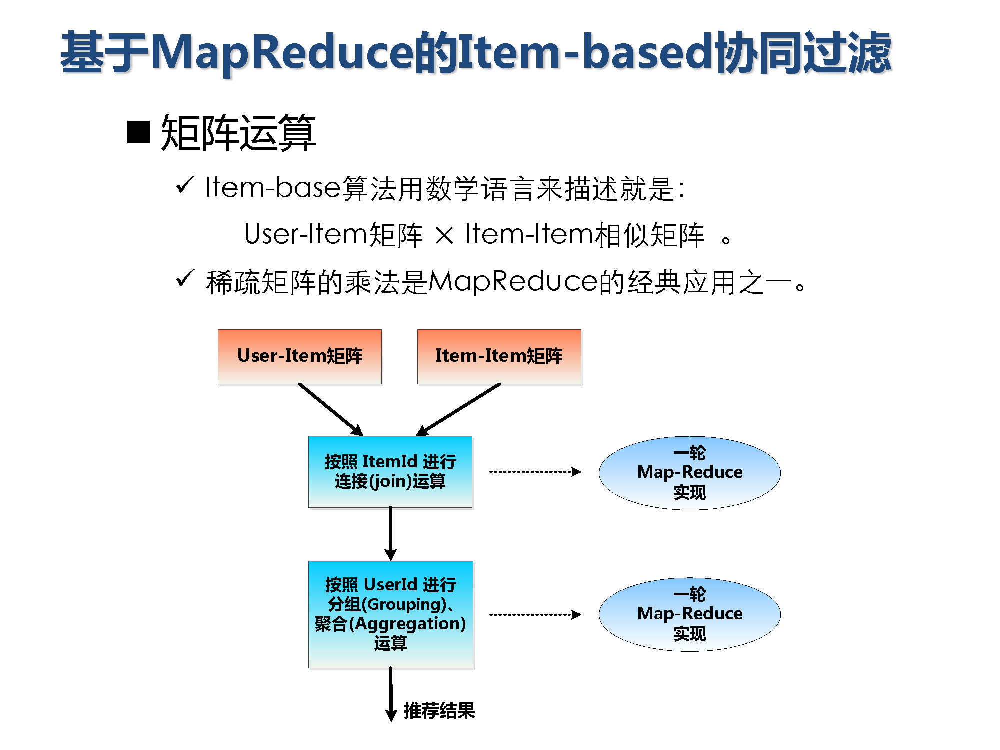 基于MapReduce的Item-based协同过滤
矩阵运算
Item-base算法用数学语言来描述就是：
User-Item矩阵 × Item-Item相似矩阵 。
稀疏矩阵的乘法是MapReduce的经典应用之一。
User-Item矩阵
Item-Item矩阵
按照 ItemId 进行
连接(join)运算
一轮
Map-Reduce
实现
按照 UserId 进行
分组(Grouping)、
聚合(Aggregation)
运算
一轮
Map-Reduce
实现
推荐结果